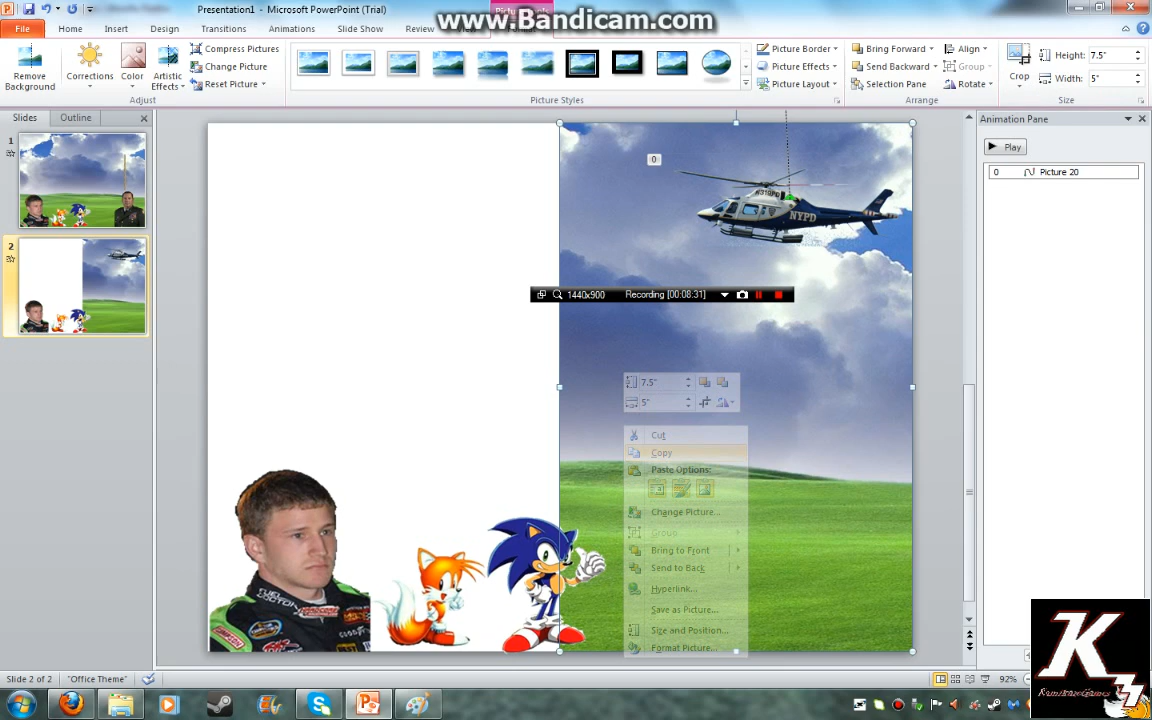 Presentation1 - Microsoft PowerPoint (Trial)
www.Bandicam.com
File Home Insert Design Transitions Animations Slide Show Review
Remove Background
Corrections
Color
Artistic Effects
Compress Pictures
Change Picture
Reset Picture
Adjust
Picture Styles
Picture Border
Picture Effects
Picture Layout
Bring Forward
Send Backward
Selection Pane
Align
Group
Rotate
Arrange
Crop
Height: 7.5"
Width: 5"
Size
Slides Outline
1
2
0
NYPD
1440x900 Recording [00:08:31]
7.5"
5"
Cut
Copy
Paste Options:
Change Picture...
Group
Bring to Front
Send to Back
Hyperlink...
Save as Picture...
Size and Position...
Format Picture...
Animation Pane
Play
0 Picture 20
Slide 2 of 2 "Office Theme" 92%
K